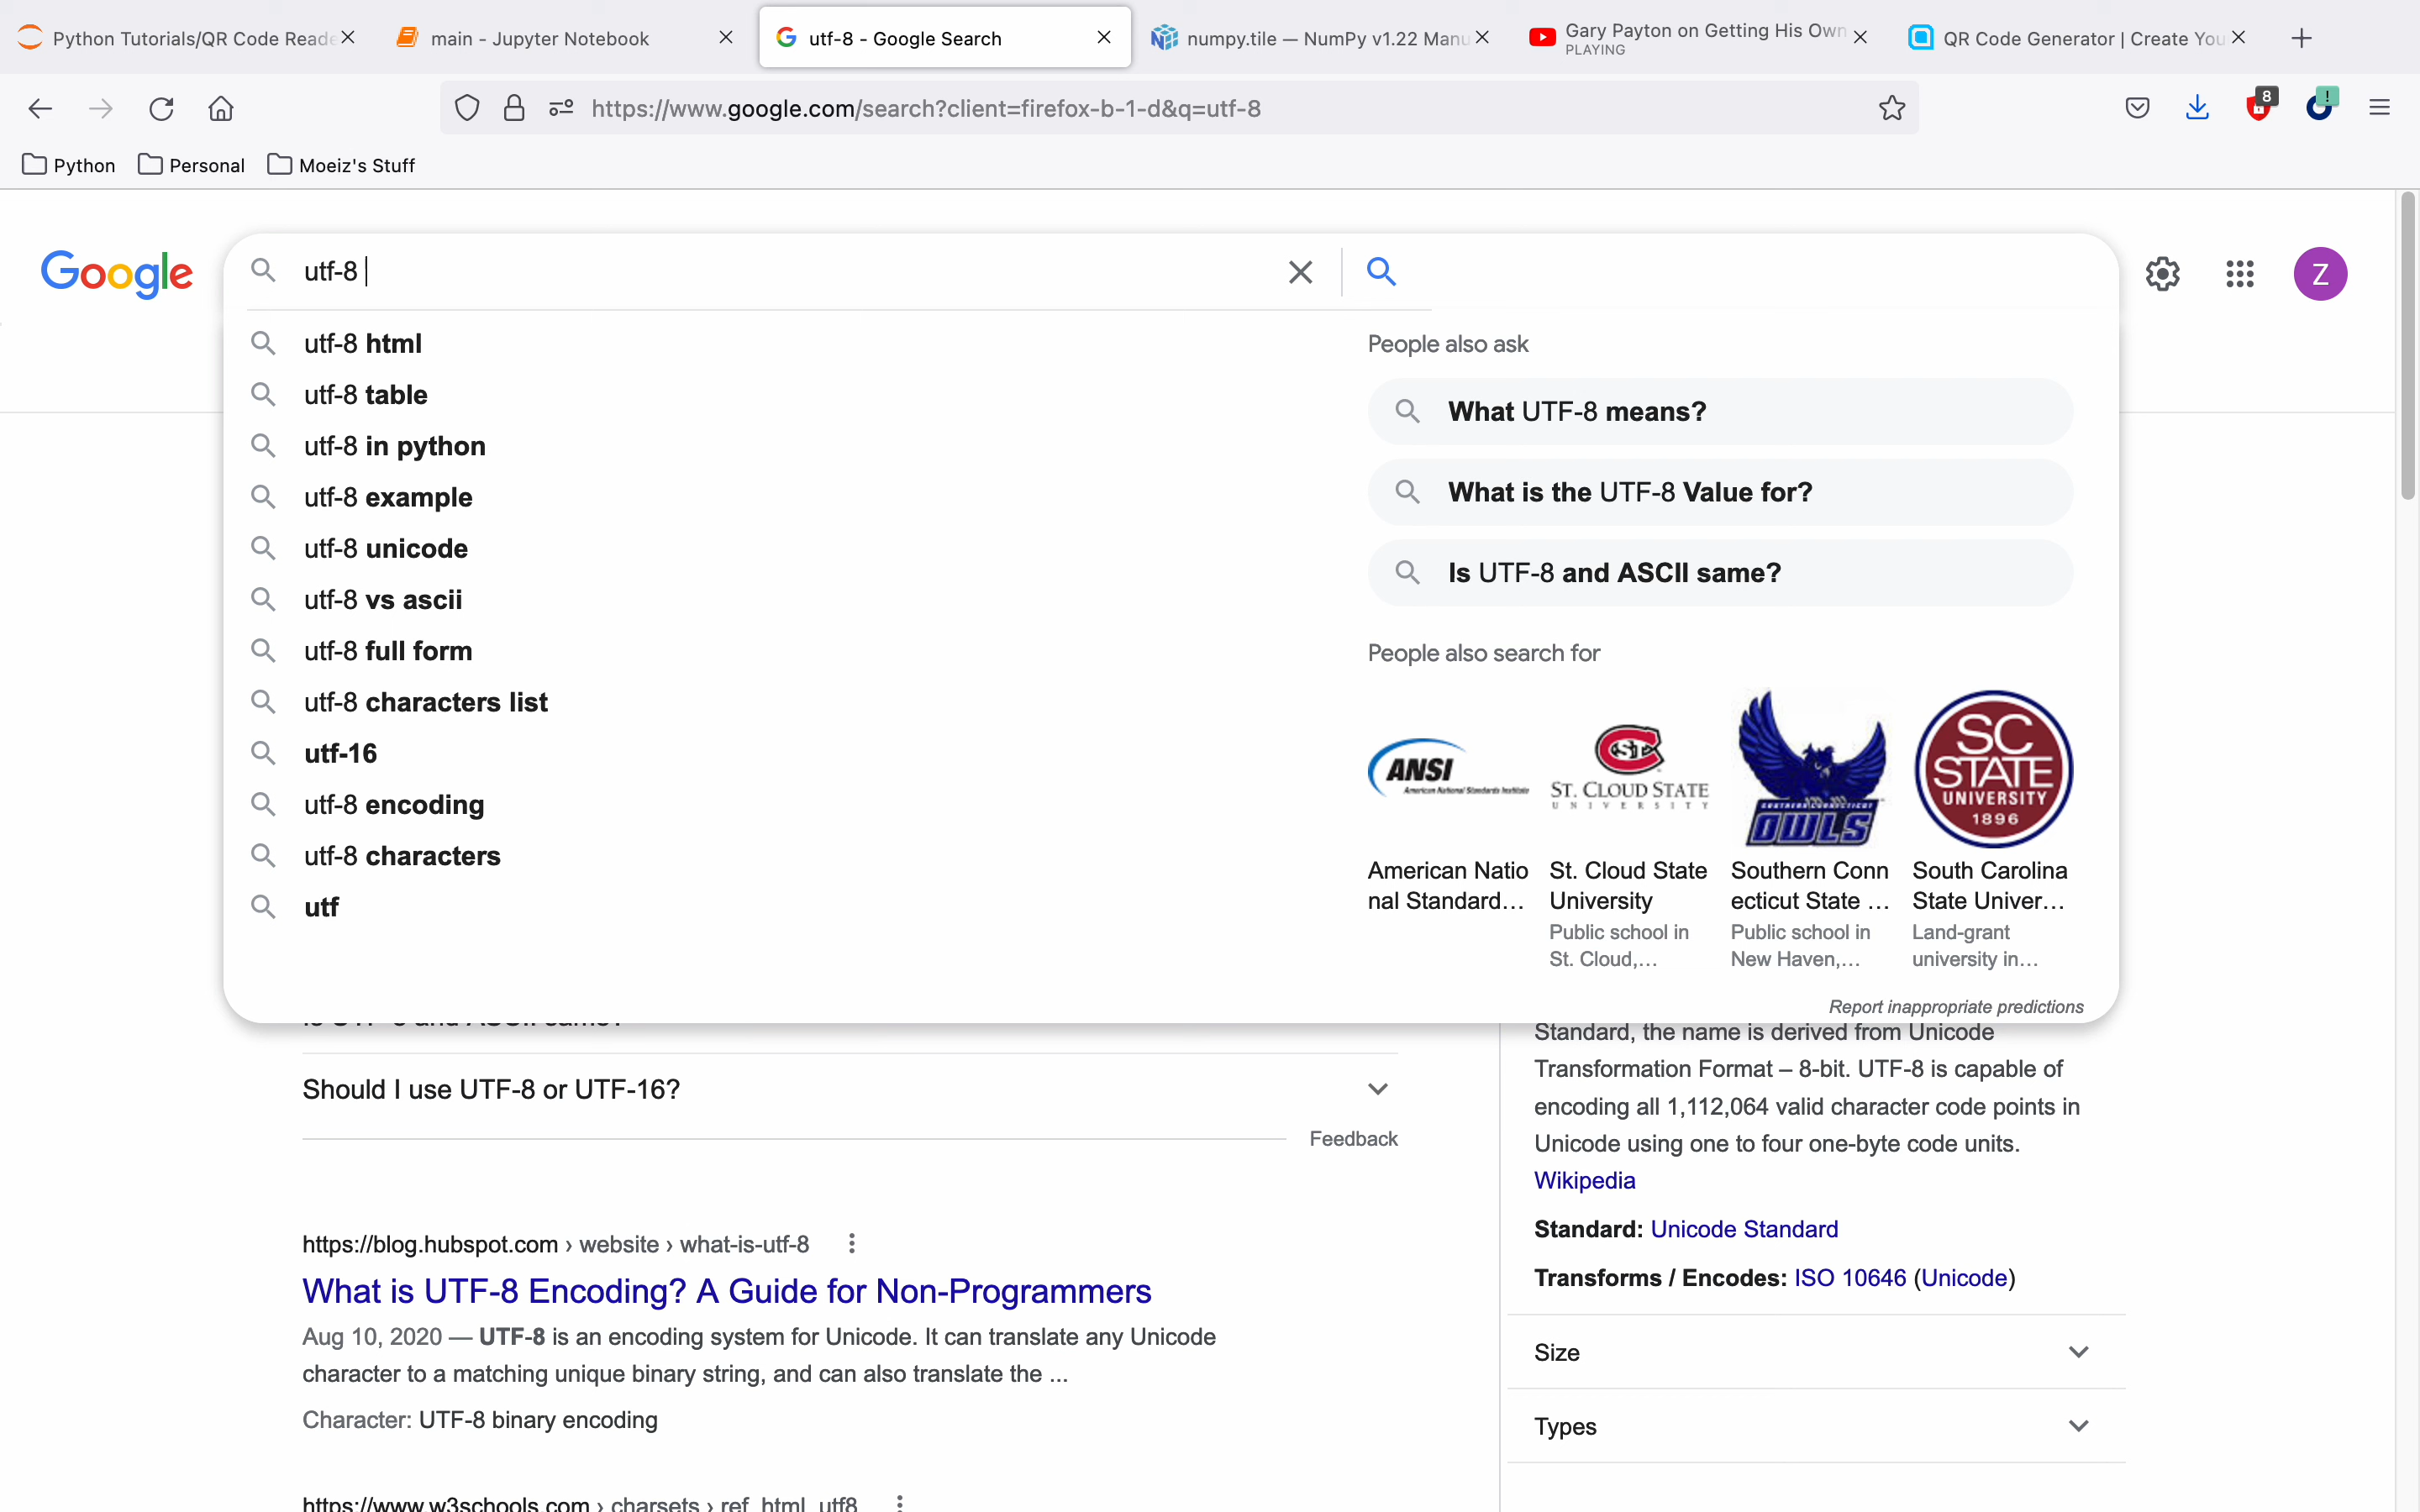 Python Tutorials/QR Code Reade
main - Jupyter Notebook
utf-8 - Google Search
numpy.tile — NumPy v1.22 Manu
Gary Payton on Getting His Own
PLAYING
QR Code Generator | Create You
https://www.google.com/search?client=firefox-b-1-d&q=utf-8
8
!
Python
Personal
Moeiz's Stuff
Google
utf-8
Z
utf-8 html
utf-8 table
utf-8 in python
utf-8 example
utf-8 unicode
utf-8 vs ascii
utf-8 full form
utf-8 characters list
utf-16
utf-8 encoding
utf-8 characters
utf
People also ask
What UTF-8 means?
What is the UTF-8 Value for?
Is UTF-8 and ASCII same?
People also search for
ANSI
American National Standards Institute
ST. CLOUD STATE
UNIVERSITY
SOUTHERN CONNECTICUT
OWLS
SC
STATE
UNIVERSITY
1896
American Natio
nal Standard...
St. Cloud State
University
Public school in
St. Cloud,...
Southern Conn
ecticut State ...
Public school in
New Haven,...
South Carolina
State Univer...
Land-grant
university in...
Report inappropriate predictions
Should I use UTF-8 or UTF-16?
Feedback
https://blog.hubspot.com › website › what-is-utf-8
What is UTF-8 Encoding? A Guide for Non-Programmers
Aug 10, 2020 — UTF-8 is an encoding system for Unicode. It can translate any Unicode
character to a matching unique binary string, and can also translate the ...
Character: UTF-8 binary encoding
https://www.w3schools.com › charsets › ref_html_utf8
Standard, the name is derived from Unicode
Transformation Format – 8-bit. UTF-8 is capable of
encoding all 1,112,064 valid character code points in
Unicode using one to four one-byte code units.
Wikipedia
Standard: Unicode Standard
Transforms / Encodes: ISO 10646 (Unicode)
Size
Types